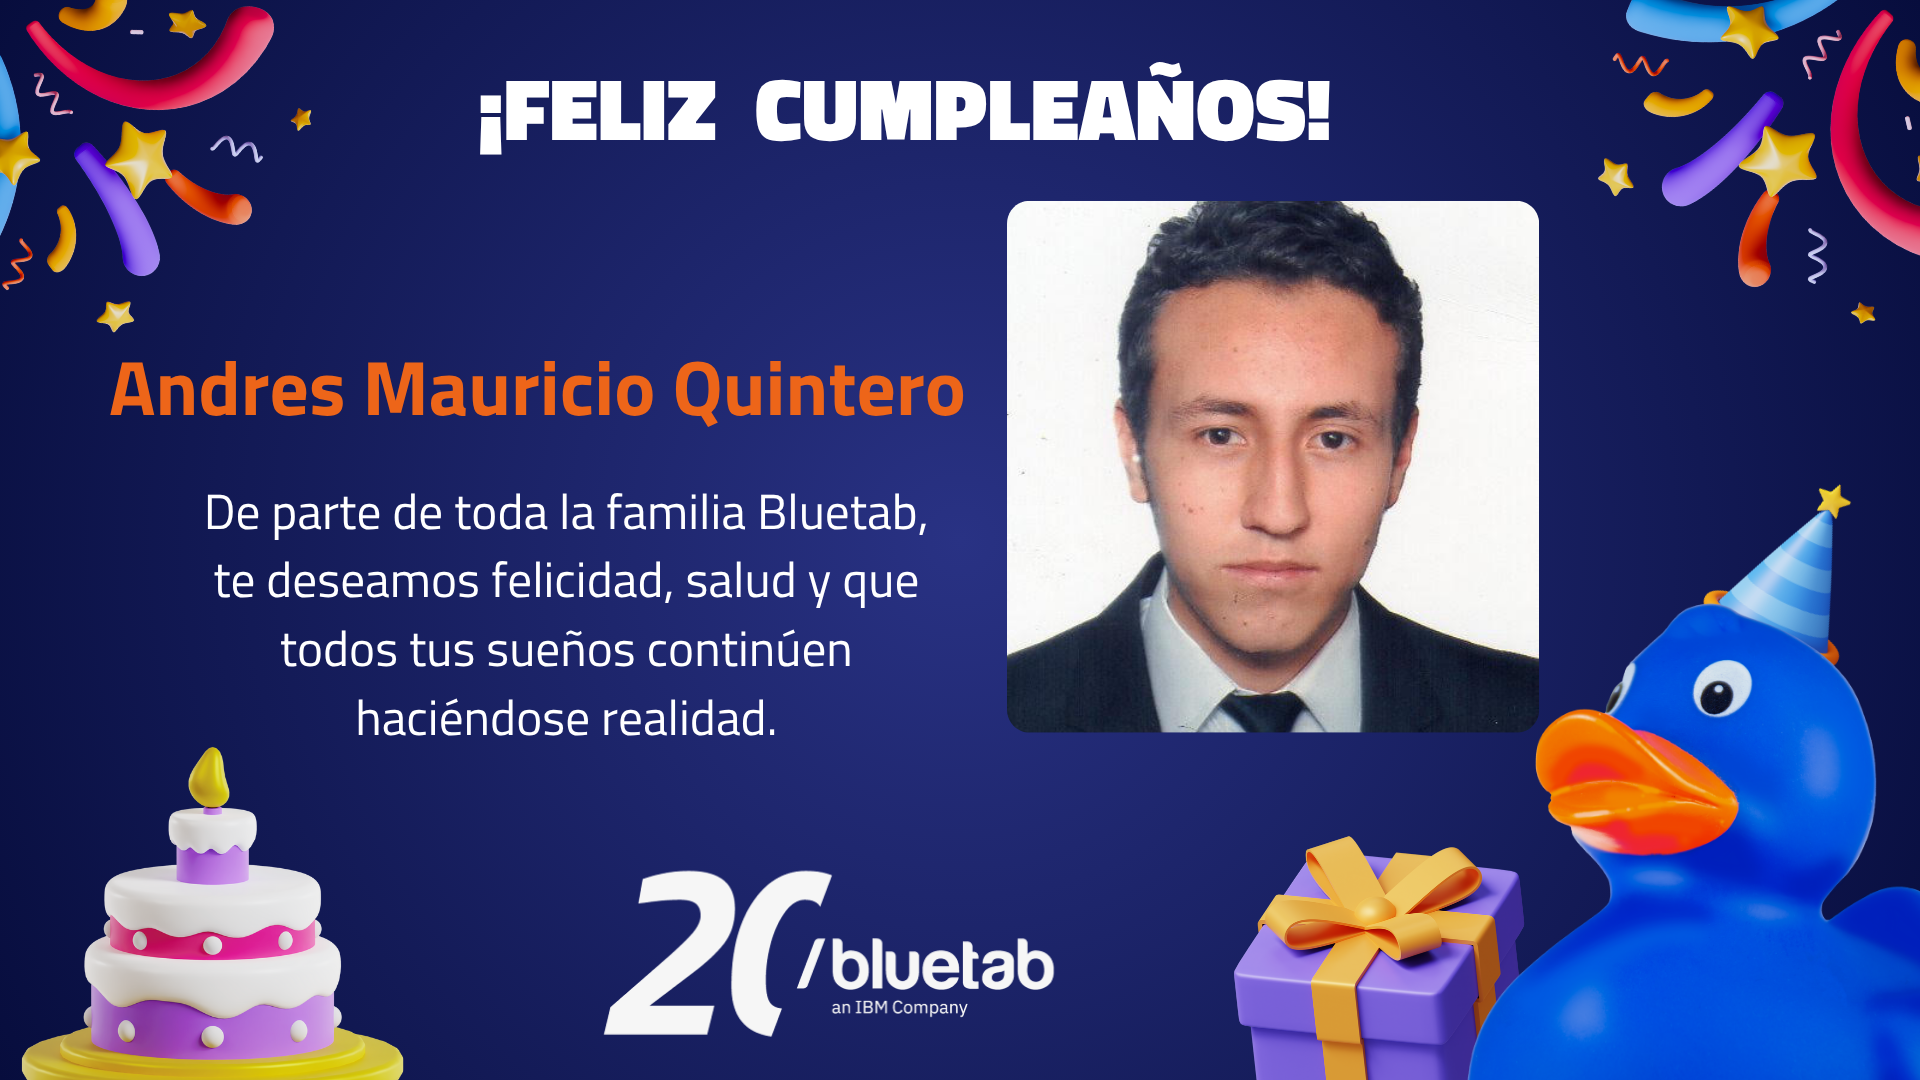 ¡FELIZ CUMPLEAÑOS!
Andres Mauricio Quintero
De parte de toda la familia Bluetab,
te deseamos felicidad, salud y que
todos tus sueños continúen
haciéndose realidad.
20/bluetab
an IBM Company